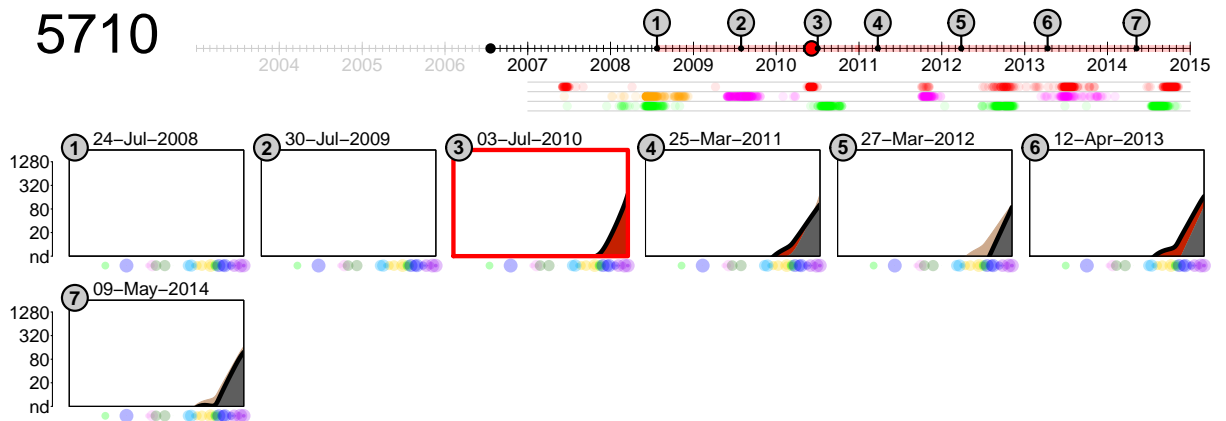 5710
1 2 3 4 5 6 7
2004 2005 2006 2007 2008 2009 2010 2011 2012 2013 2014 2015
1 24−Jul−2008
2 30−Jul−2009
3 03−Jul−2010
4 25−Mar−2011
5 27−Mar−2012
6 12−Apr−2013
1280
320
80
20
nd
7 09−May−2014
1280
320
80
20
nd